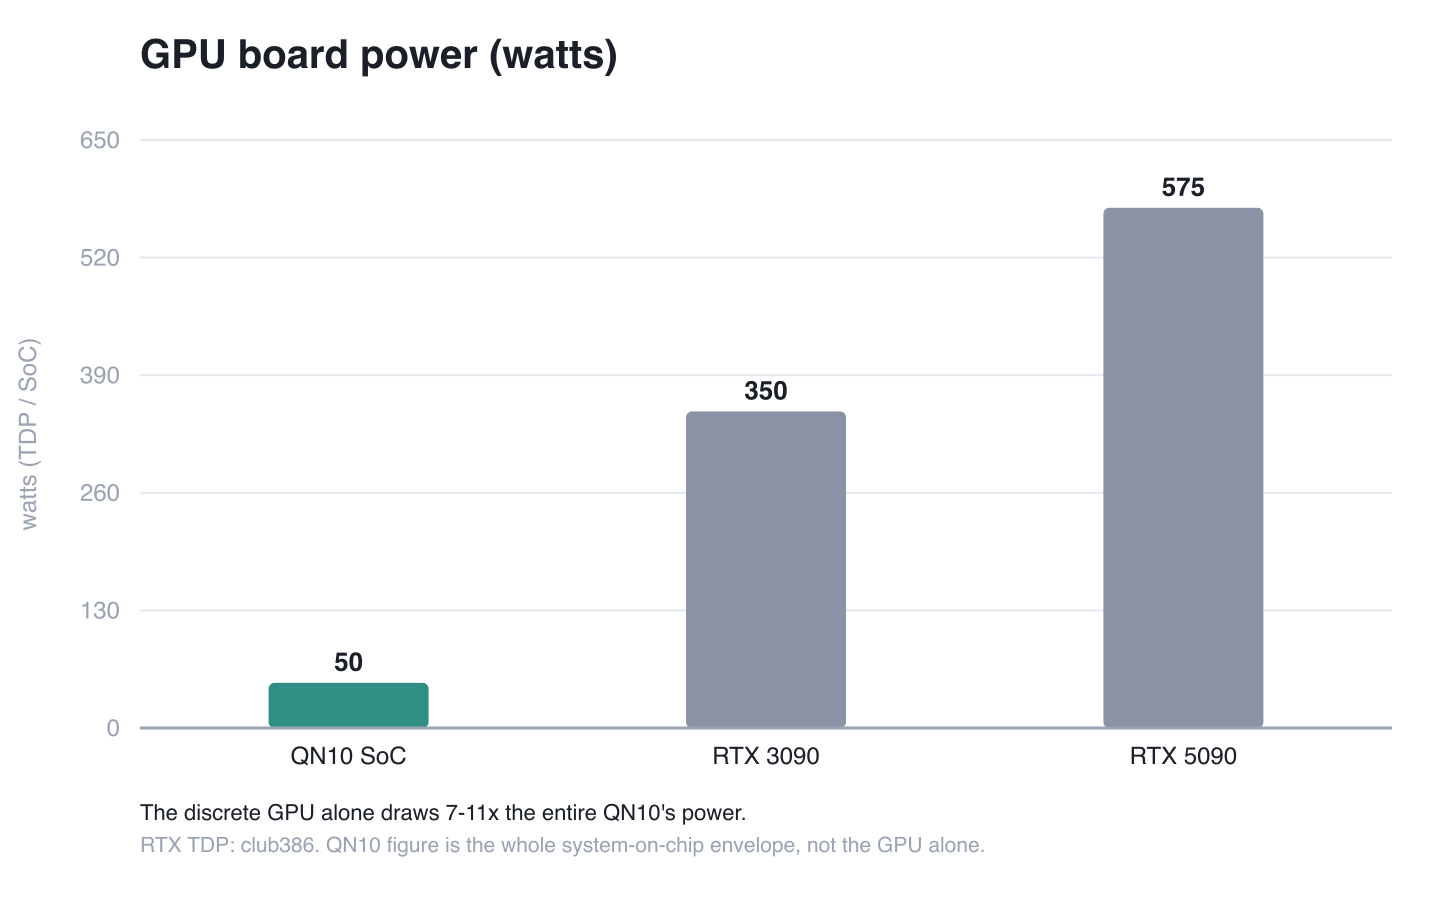 GPU board power (watts)
650
520
390
260
130
0
watts (TDP / SoC)
50
350
575
QN10 SoC
RTX 3090
RTX 5090
The discrete GPU alone draws 7-11x the entire QN10's power.
RTX TDP: club386. QN10 figure is the whole system-on-chip envelope, not the GPU alone.